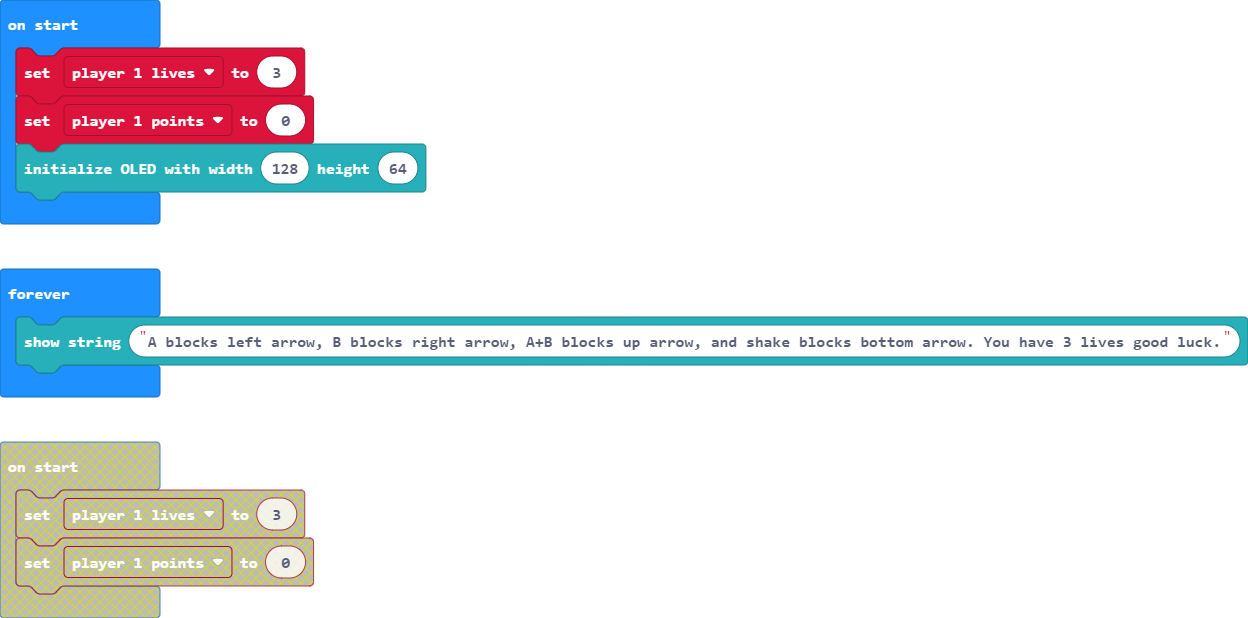 on start
set player 1 lives to 3
set player 1 points to 0
initialize OLED with width 128 height 64
forever
show string "A blocks left arrow, B blocks right arrow, A+B blocks up arrow, and shake blocks bottom arrow. You have 3 lives good luck."
on start
set player 1 lives to 3
set player 1 points to 0